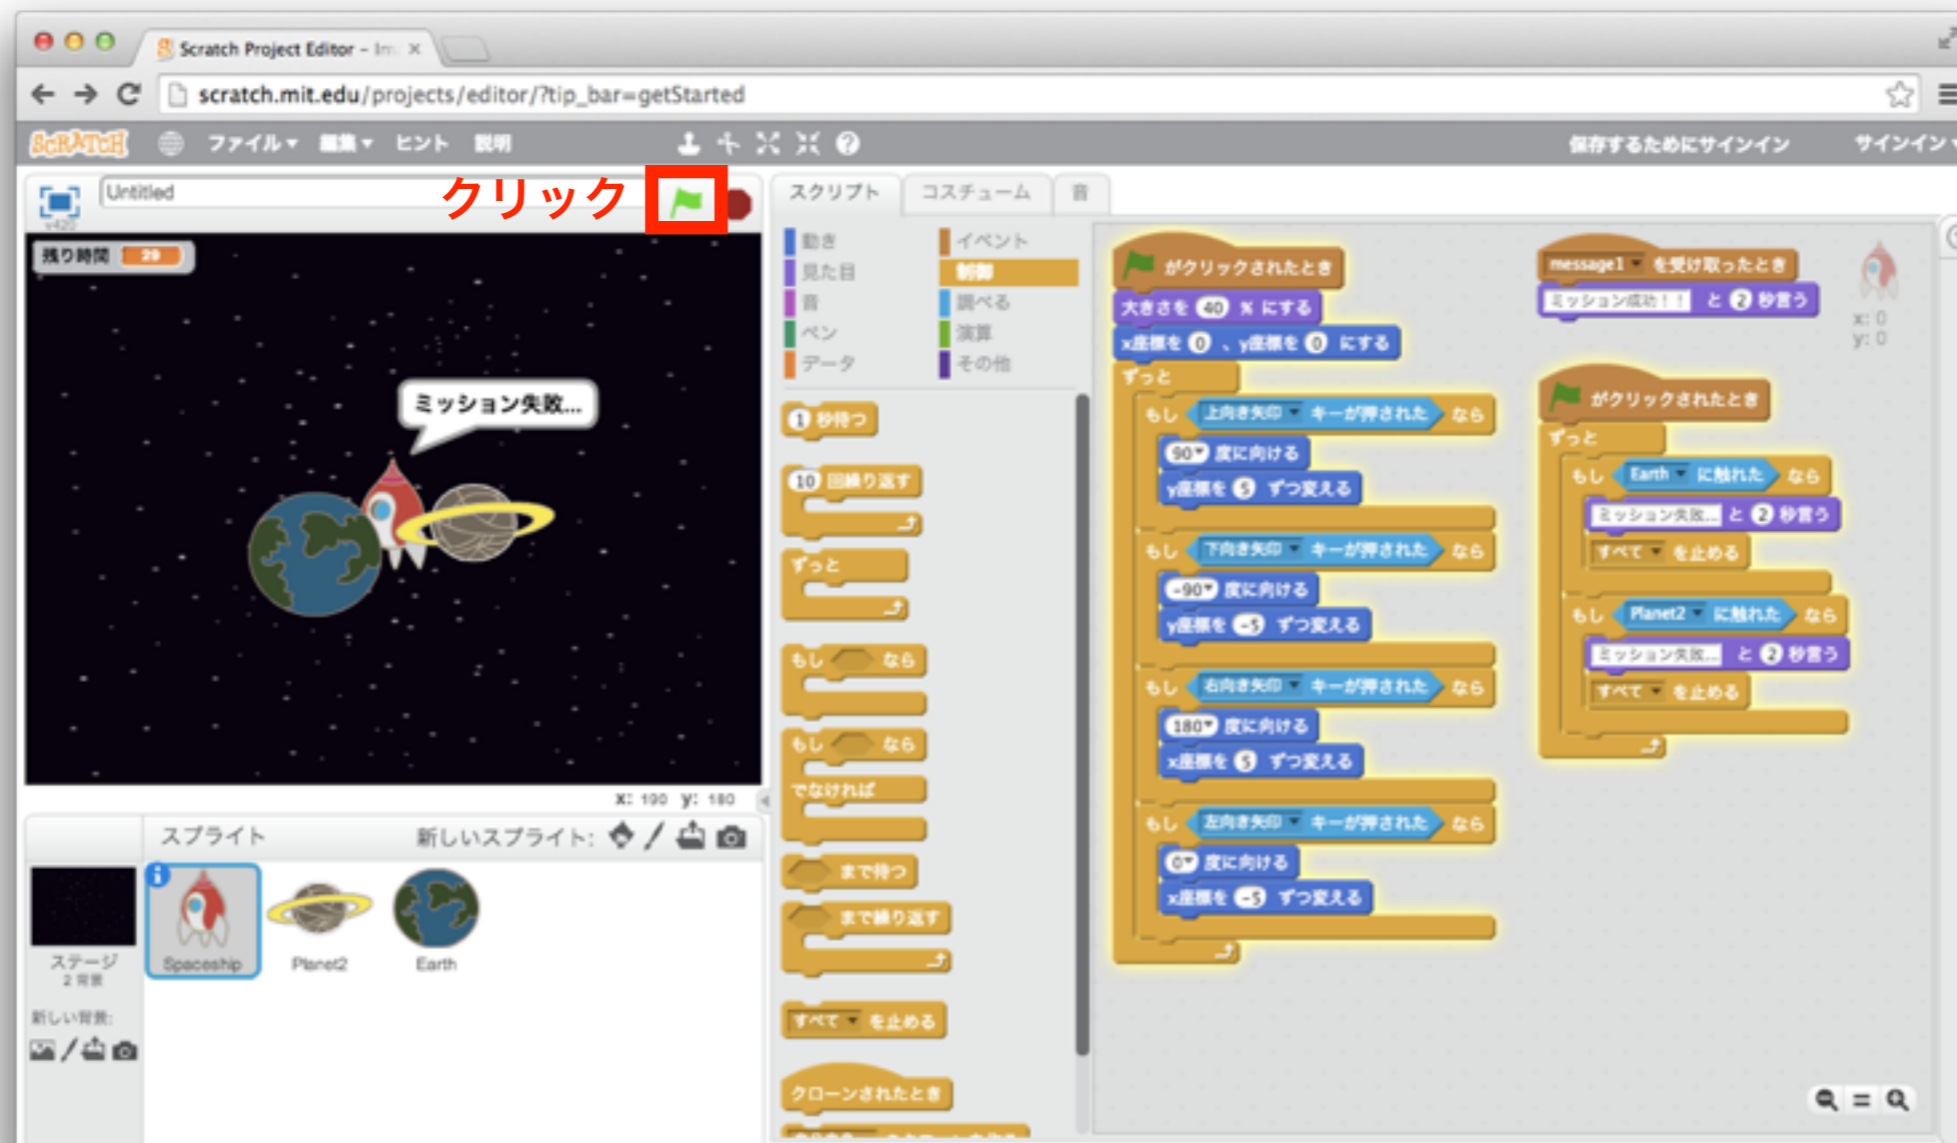 Scratch Project Editor - Im
scratch.mit.edu/projects/editor/?tip_bar=getStarted
SCRATCH ファイル 編集 ヒント 説明 保存するためにサインイン サインイン
Untitled
v420
クリック
残り時間 29
ミッション失敗...
x: 190 y: 180
スプライト 新しいスプライト:
ステージ
2 背景
新しい背景:
Spaceship
Planet2
Earth
スクリプト コスチューム 音
動き イベント
見た目 制御
音 調べる
ペン 演算
データ その他
1 秒待つ
10 回繰り返す
ずっと
もし なら
もし なら
でなければ
まで待つ
まで繰り返す
すべて を止める
クローンされたとき
がクリックされたとき
大きさを 40 % にする
x座標を 0 、y座標を 0 にする
ずっと
もし 上向き矢印 キーが押された なら
90 度に向ける
y座標を 5 ずつ変える
もし 下向き矢印 キーが押された なら
-90 度に向ける
y座標を -5 ずつ変える
もし 右向き矢印 キーが押された なら
180 度に向ける
x座標を 5 ずつ変える
もし 左向き矢印 キーが押された なら
0 度に向ける
x座標を -5 ずつ変える
message1 を受け取ったとき
ミッション成功!! と 2 秒言う
x: 0
y: 0
がクリックされたとき
ずっと
もし Earth に触れた なら
ミッション失敗... と 2 秒言う
すべて を止める
もし Planet2 に触れた なら
ミッション失敗... と 2 秒言う
すべて を止める